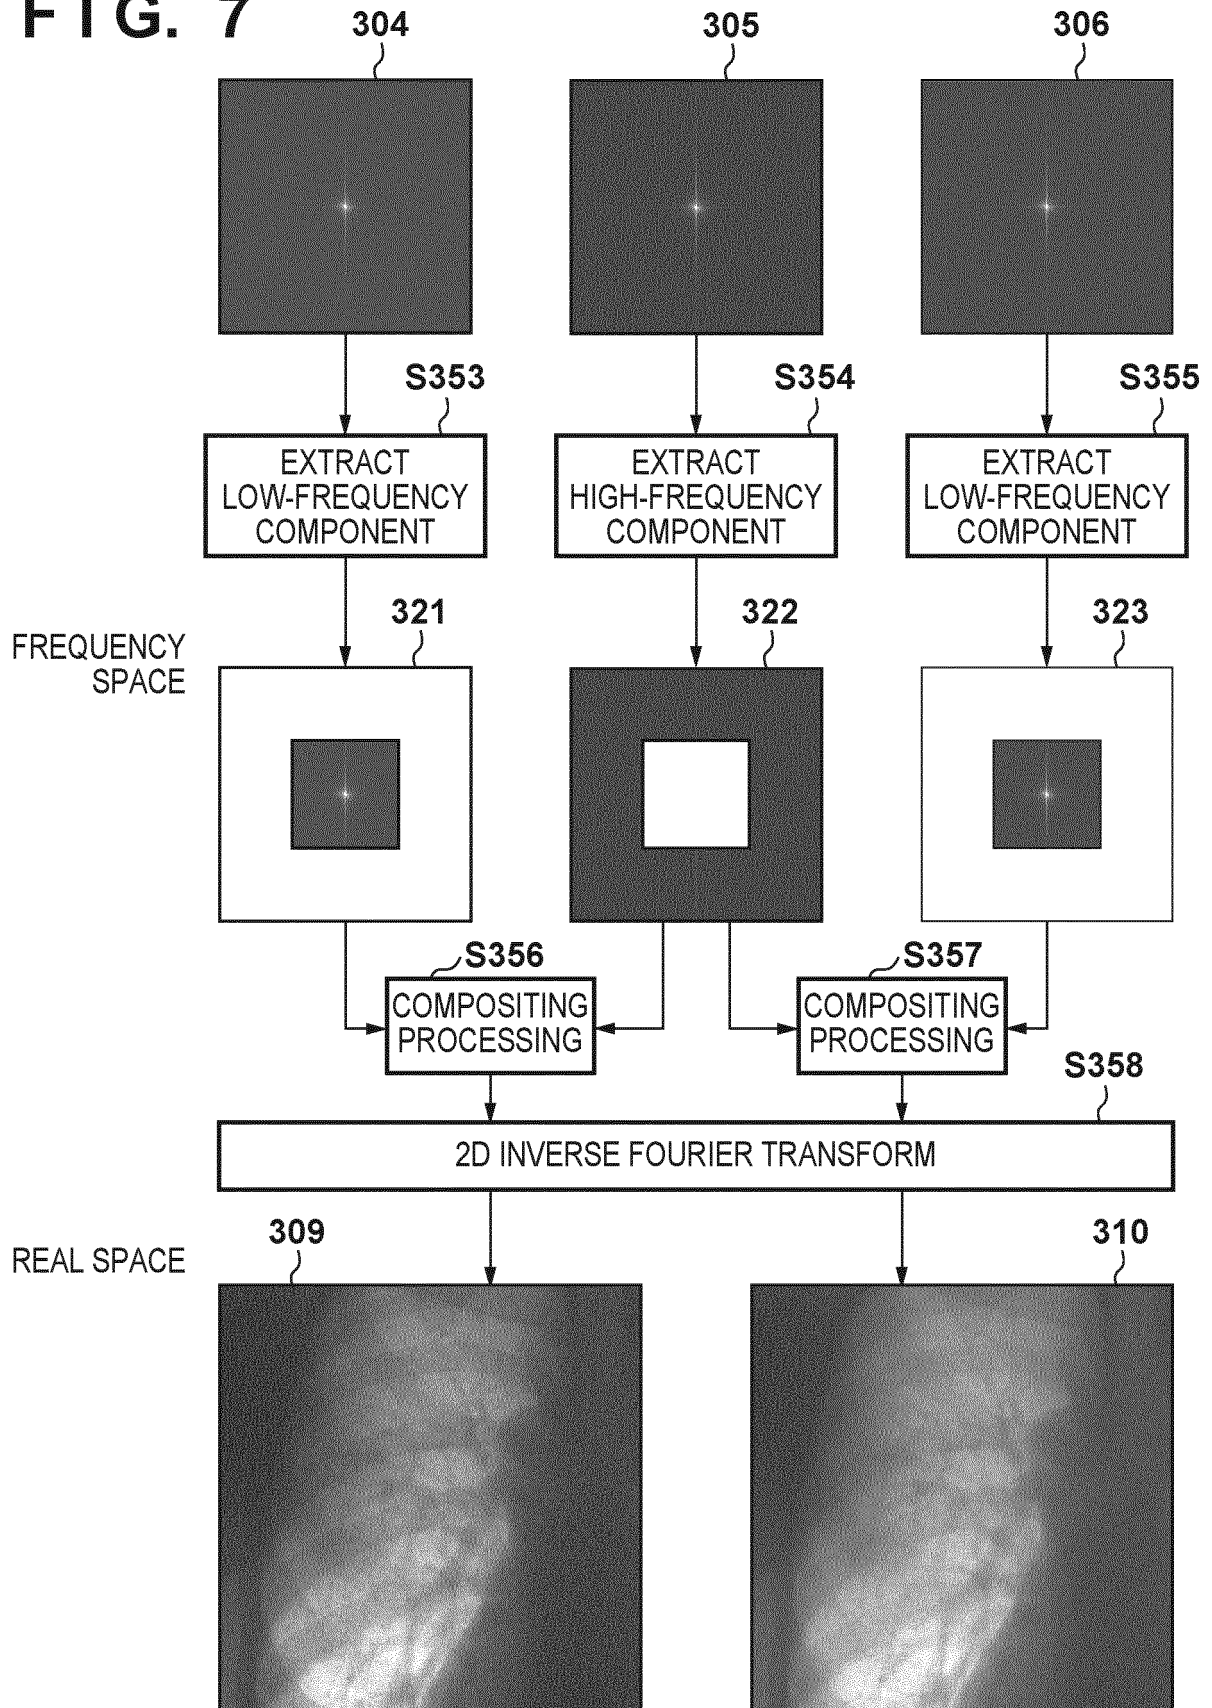 FIG. 7
304
305
306
S353
S354
S355
EXTRACT
LOW-FREQUENCY
COMPONENT
EXTRACT
HIGH-FREQUENCY
COMPONENT
EXTRACT
LOW-FREQUENCY
COMPONENT
321
322
323
FREQUENCY
SPACE
S356
S357
COMPOSITING
PROCESSING
COMPOSITING
PROCESSING
S358
2D INVERSE FOURIER TRANSFORM
309
310
REAL SPACE